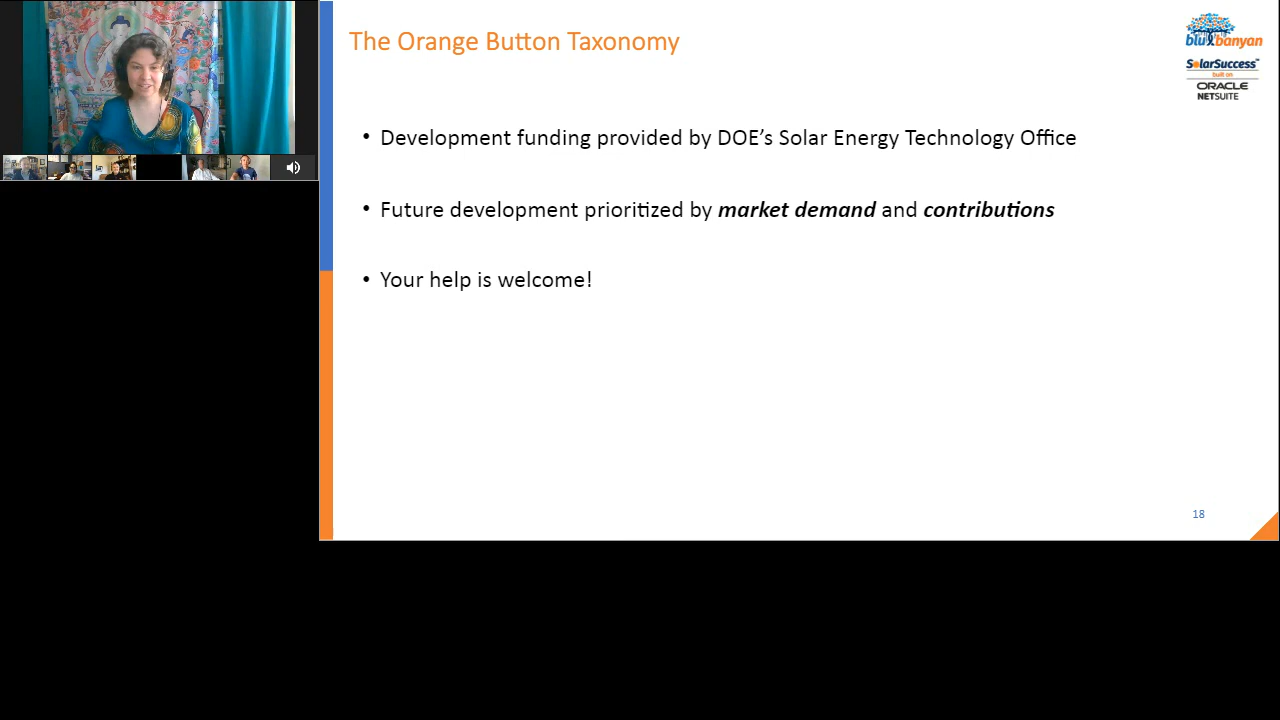 The Orange Button Taxonomy
blu banyan
SolarSuccess™
built on
ORACLE
NETSUITE
• Development funding provided by DOE’s Solar Energy Technology Office
• Future development prioritized by market demand and contributions
• Your help is welcome!
18